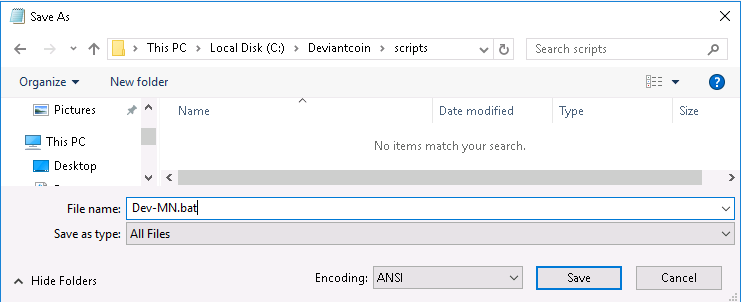 Save As
This PC > Local Disk (C:) > Deviantcoin > scripts
Search scripts
Organize
New folder
?
Pictures
This PC
Desktop
Name
Date modified
Type
Size
No items match your search.
File name: Dev-MN.bat
Save as type: All Files
Hide Folders
Encoding: ANSI
Save
Cancel